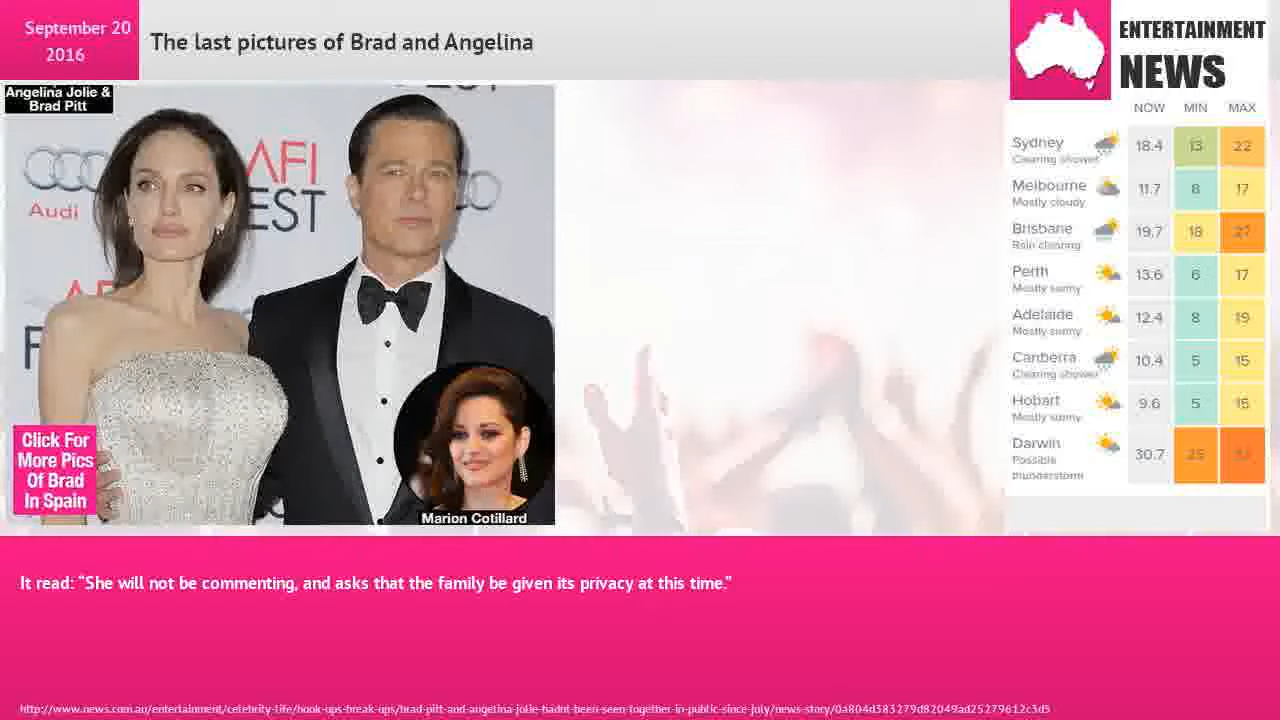 September 20
2016
The last pictures of Brad and Angelina
ENTERTAINMENT
NEWS
Angelina Jolie &
Brad Pitt
Audi
AFI
EST
Click For
More Pics
Of Brad
In Spain
Marion Cotillard
NOW MIN MAX
Sydney 18.4 13 22
Clearing shower
Melbourne 11.7 8 17
Mostly cloudy
Brisbane 19.7 18 27
Rain clearing
Perth 13.6 6 17
Mostly sunny
Adelaide 12.4 8 19
Mostly sunny
Canberra 10.4 5 15
Clearing shower
Hobart 9.6 5 15
Mostly sunny
Darwin 30.7 25
Possible
thunderstorm
It read: “She will not be commenting, and asks that the family be given its privacy at this time.”
http://www.news.com.au/entertainment/celebrity-life/hook-ups-break-ups/brad-pitt-and-angelina-jolie-hadnt-been-seen-together-in-public-since-july/news-story/0a804d383279d82049ad25279612c3d5